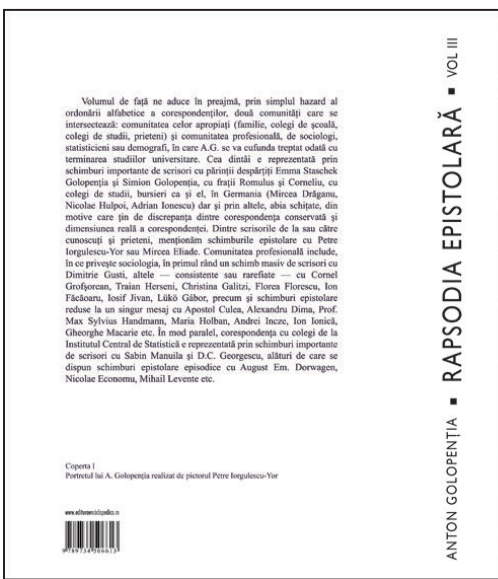 Volumul de față ne aduce în preajmă, prin simplul hazard al
ordonării alfabetice a corespondenților, două comunități care se
intersectează: comunitatea celor apropiați (familie, colegi de școală,
colegi de studii, prieteni) și comunitatea profesională, de sociologi,
statisticieni sau demografi, în care A.G. se va cufunda treptat odată cu
terminarea studiilor universitare. Cea dintâi e reprezentată prin
schimburi importante de scrisori cu părinții despărțiți Emma Staschek
Golopenția și Simion Golopenția, cu frații Romulus și Corneliu, cu
colegi de studii, bursieri ca și el, în Germania (Mircea Drăganu,
Nicolae Hulpoi, Adrian Ionescu) dar și prin altele, abia schițate, din
motive care țin de discrepanța dintre corespondența conservată și
dimensiunea reală a corespondenței. Dintre scrisorile de la sau către
cunoscuți și prieteni, menționăm schimburile epistolare cu Petre
Iorgulescu-Yor sau Mircea Eliade. Comunitatea profesională include,
în ce privește sociologia, în primul rând un schimb masiv de scrisori cu
Dimitrie Gusti, altele — consistente sau rarefiate — cu Cornel
Grofșorean, Traian Herseni, Christina Galitzi, Florea Florescu, Ion
Făcăoaru, Iosif Jivan, Lükö Gábor, precum și schimburi epistolare
reduse la un singur mesaj cu Apostol Culea, Alexandru Dima, Prof.
Max Sylvius Handmann, Maria Holban, Andrei Incze, Ion Ionică,
Gheorghe Macarie etc. În mod paralel, corespondența cu colegi de la
Institutul Central de Statistică e reprezentată prin schimburi importante
de scrisori cu Sabin Manuila și D.C. Georgescu, alături de care se
dispun schimburi epistolare episodice cu August Em. Dorwagen,
Nicolae Economu, Mihail Levente etc.
Coperta I
Portretul lui A. Golopenția realizat de pictorul Petre Iorgulescu-Yor
www.editurenciclopedica.ro
9789734506613
ANTON GOLOPENȚIA ■ RAPSODIA EPISTOLARĂ ■ VOL III